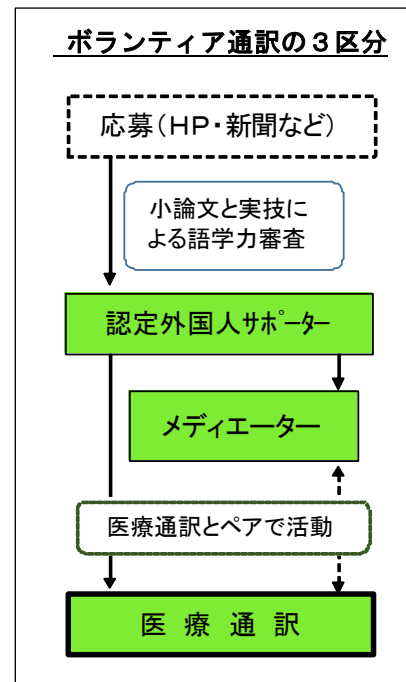 ボランティア通訳の３区分
応募（ＨＰ・新聞など）
小論文と実技に
よる語学力審査
認定外国人ｻﾎﾟｰﾀｰ
メディエーター
医療通訳とペアで活動
医 療 通 訳